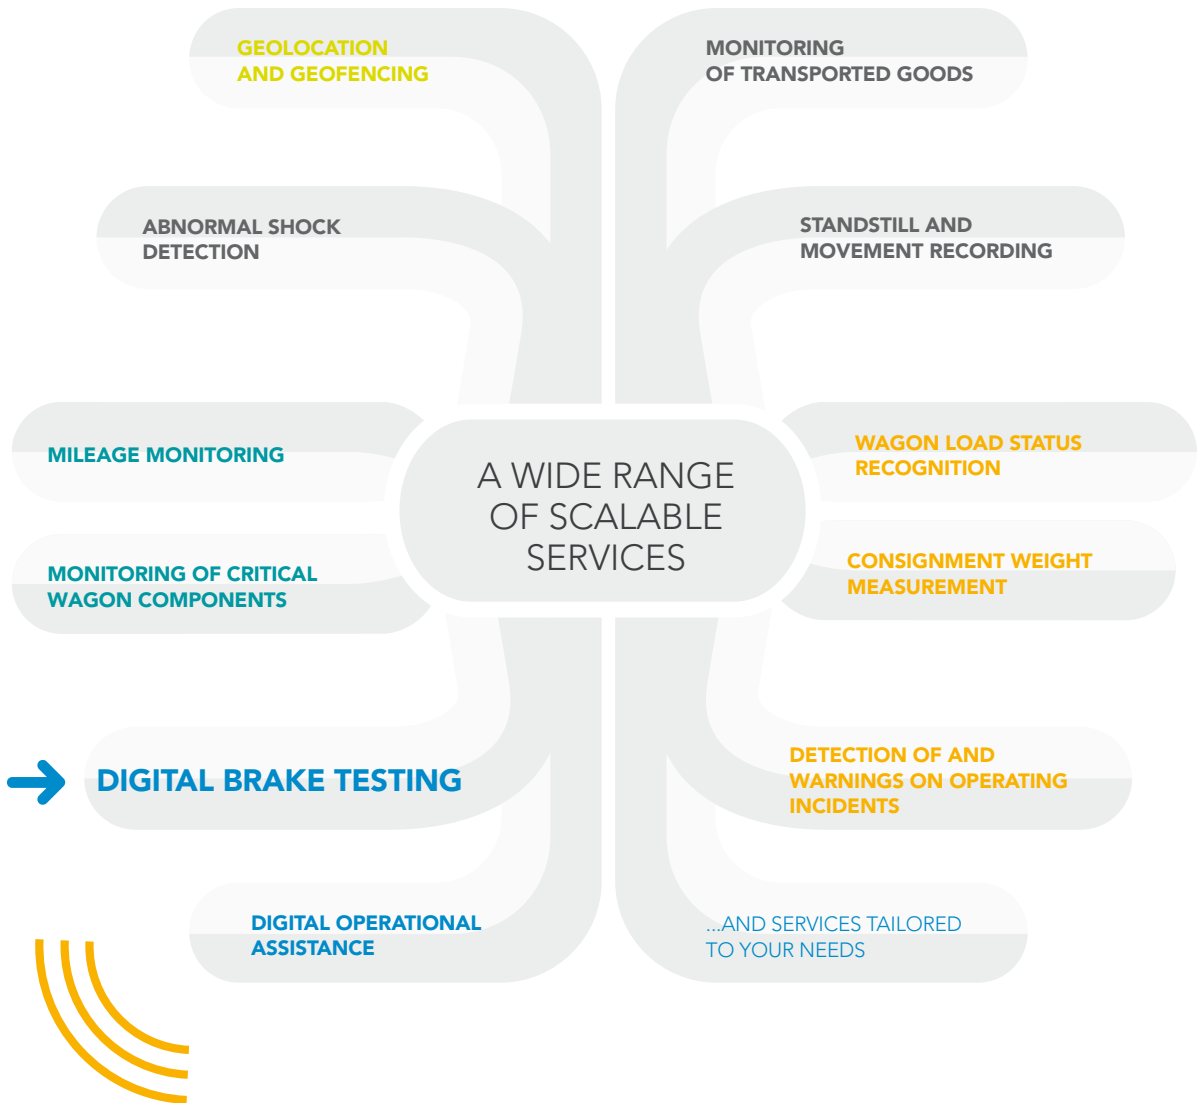 GEOLOCATION
AND GEOFENCING
MONITORING
OF TRANSPORTED GOODS
ABNORMAL SHOCK
DETECTION
STANDSTILL AND
MOVEMENT RECORDING
MILEAGE MONITORING
A WIDE RANGE
OF SCALABLE
SERVICES
WAGON LOAD STATUS
RECOGNITION
MONITORING OF CRITICAL
WAGON COMPONENTS
CONSIGNMENT WEIGHT
MEASUREMENT
DIGITAL BRAKE TESTING
DETECTION OF AND
WARNINGS ON OPERATING
INCIDENTS
DIGITAL OPERATIONAL
ASSISTANCE
...AND SERVICES TAILORED
TO YOUR NEEDS